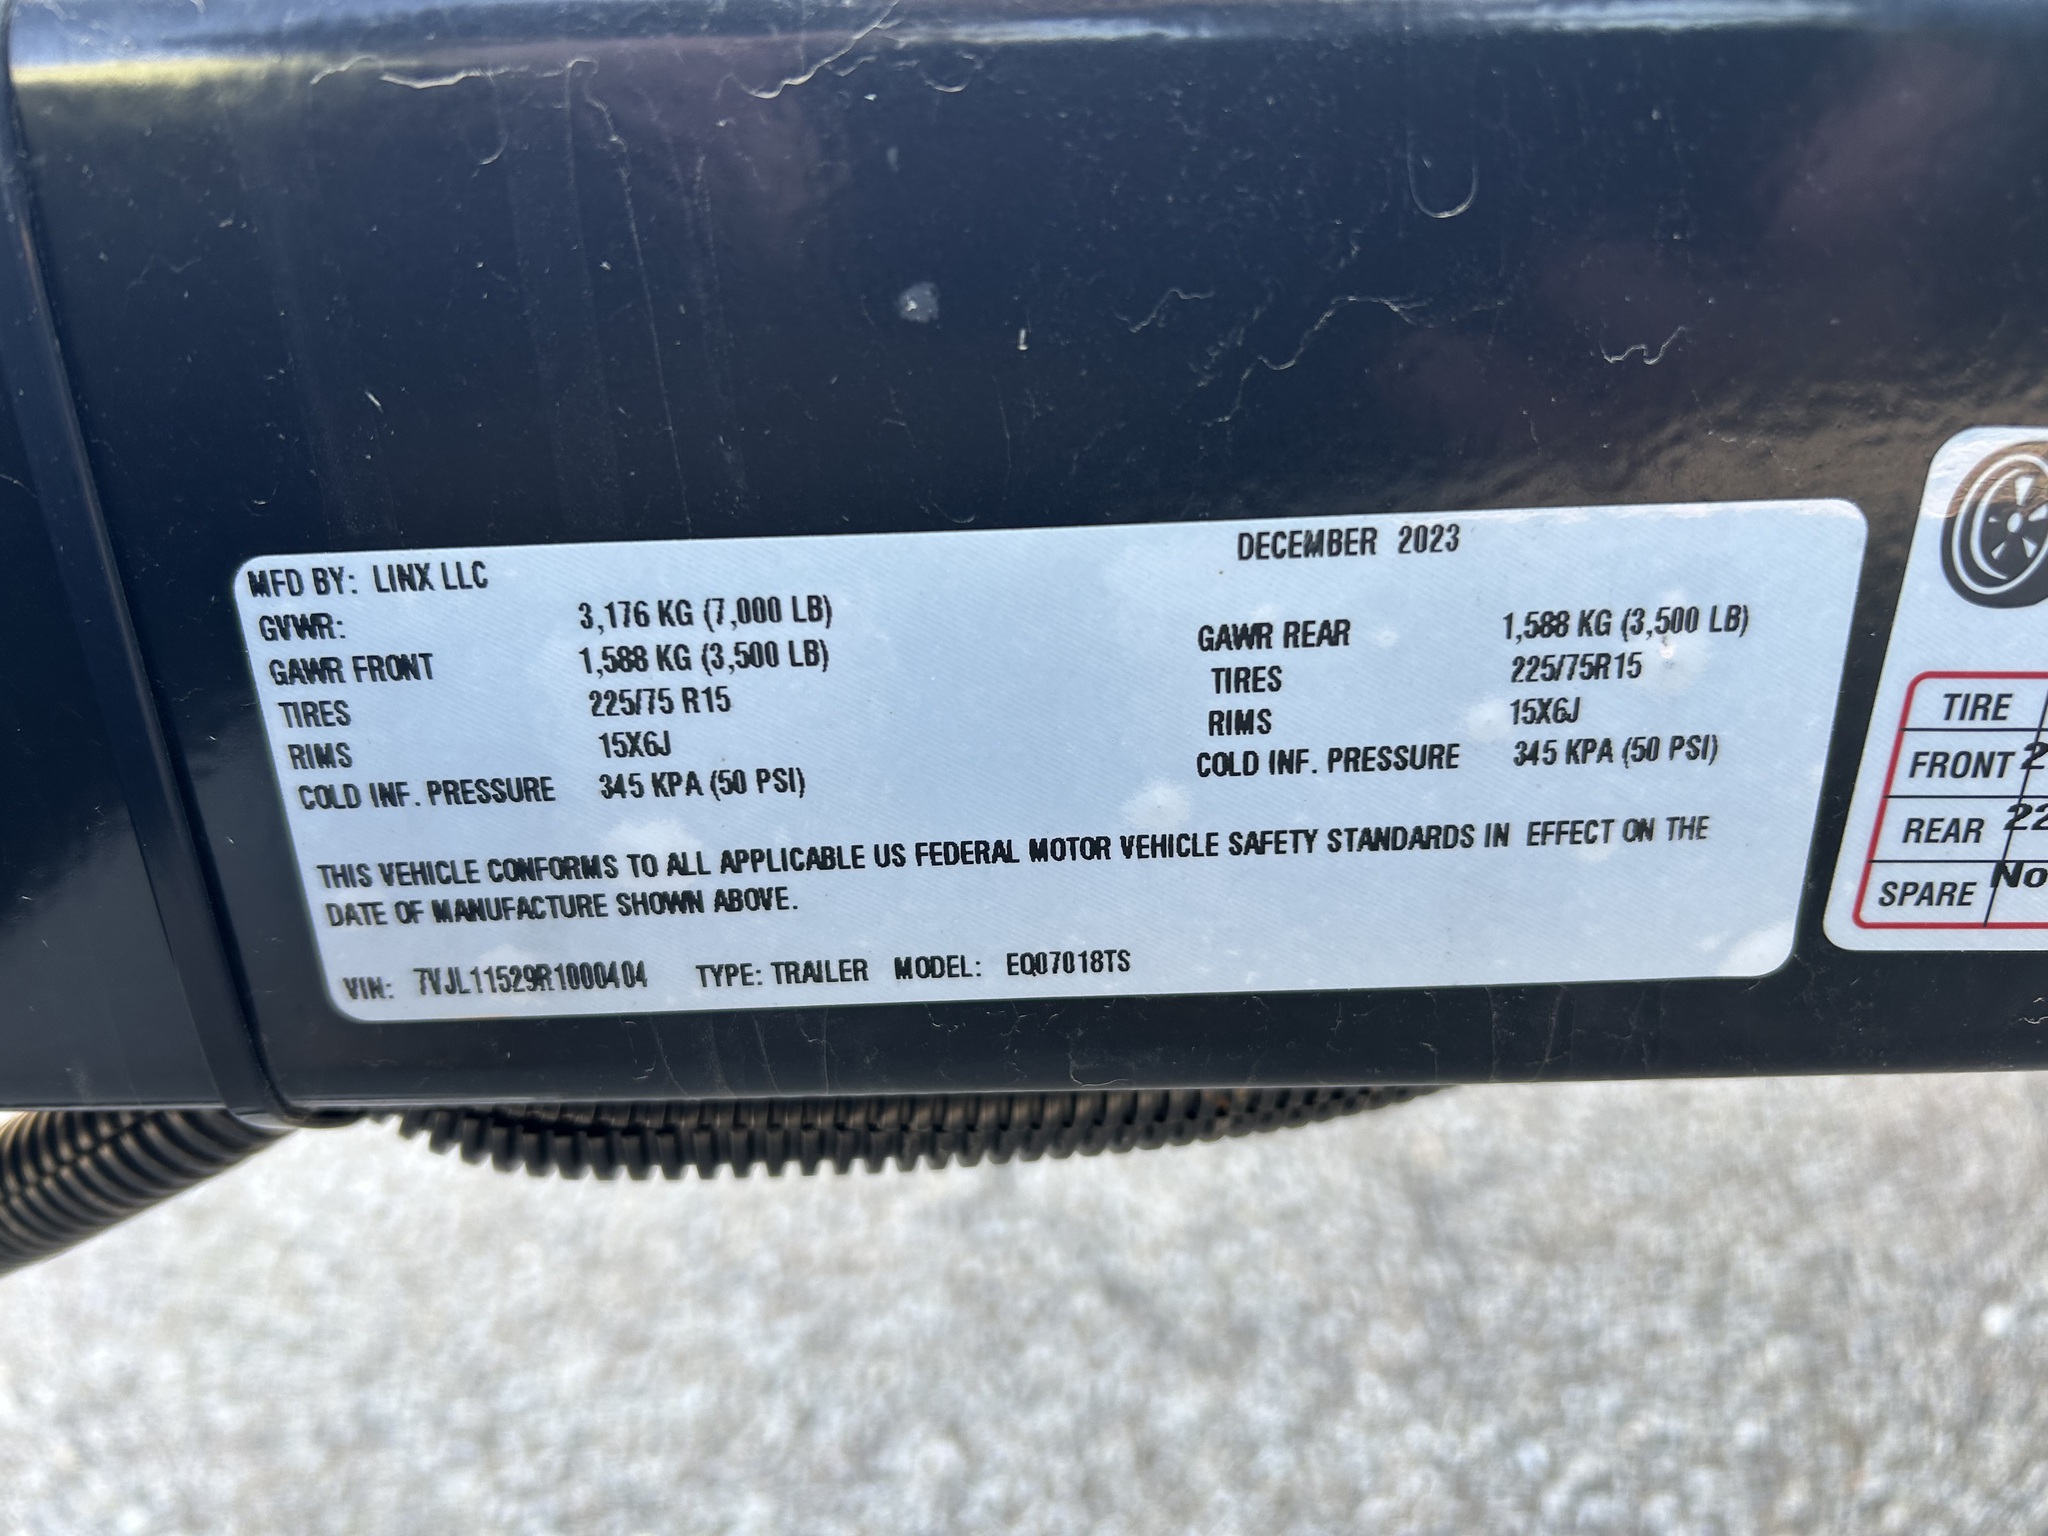 DECEMBER 2023
MFD BY: LINX LLC
GVWR: 3,176 KG (7,000 LB)
GAWR FRONT 1,588 KG (3,500 LB)
TIRES 225/75 R15
RIMS 15X6J
COLD INF. PRESSURE 345 KPA (50 PSI)
GAWR REAR 1,588 KG (3,500 LB)
TIRES 225/75R15
RIMS 15X6J
COLD INF. PRESSURE 345 KPA (50 PSI)
THIS VEHICLE CONFORMS TO ALL APPLICABLE US FEDERAL MOTOR VEHICLE SAFETY STANDARDS IN EFFECT ON THE
DATE OF MANUFACTURE SHOWN ABOVE.
VIN: 7VJL11529R1000404 TYPE: TRAILER MODEL: EQ07018TS
TIRE
FRONT
REAR
SPARE